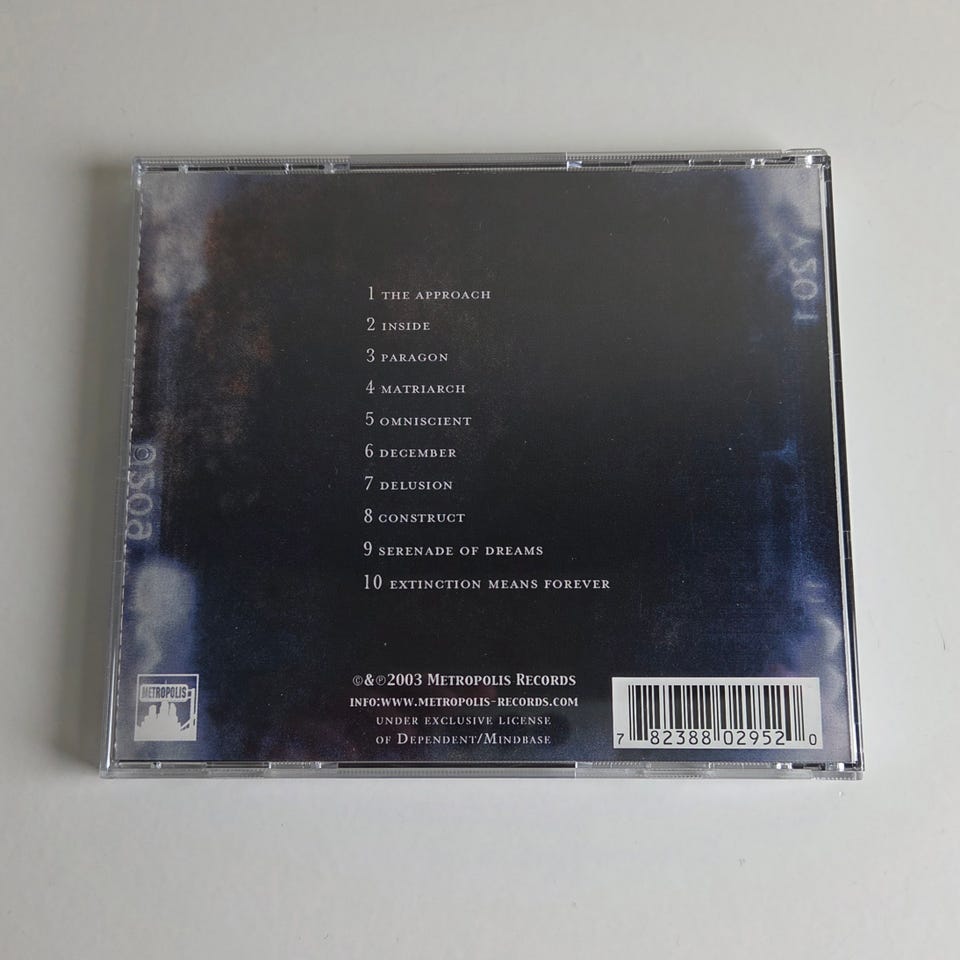 1 THE APPROACH
2 INSIDE
3 PARAGON
4 MATRIARCH
5 OMNISCIENT
6 DECEMBER
7 DELUSION
8 CONSTRUCT
9 SERENADE OF DREAMS
10 EXTINCTION MEANS FOREVER
©&℗2003 METROPOLIS RECORDS
INFO:WWW.METROPOLIS-RECORDS.COM
UNDER EXCLUSIVE LICENSE
OF DEPENDENT/MINDBASE
METROPOLIS
7 82388 02952 0